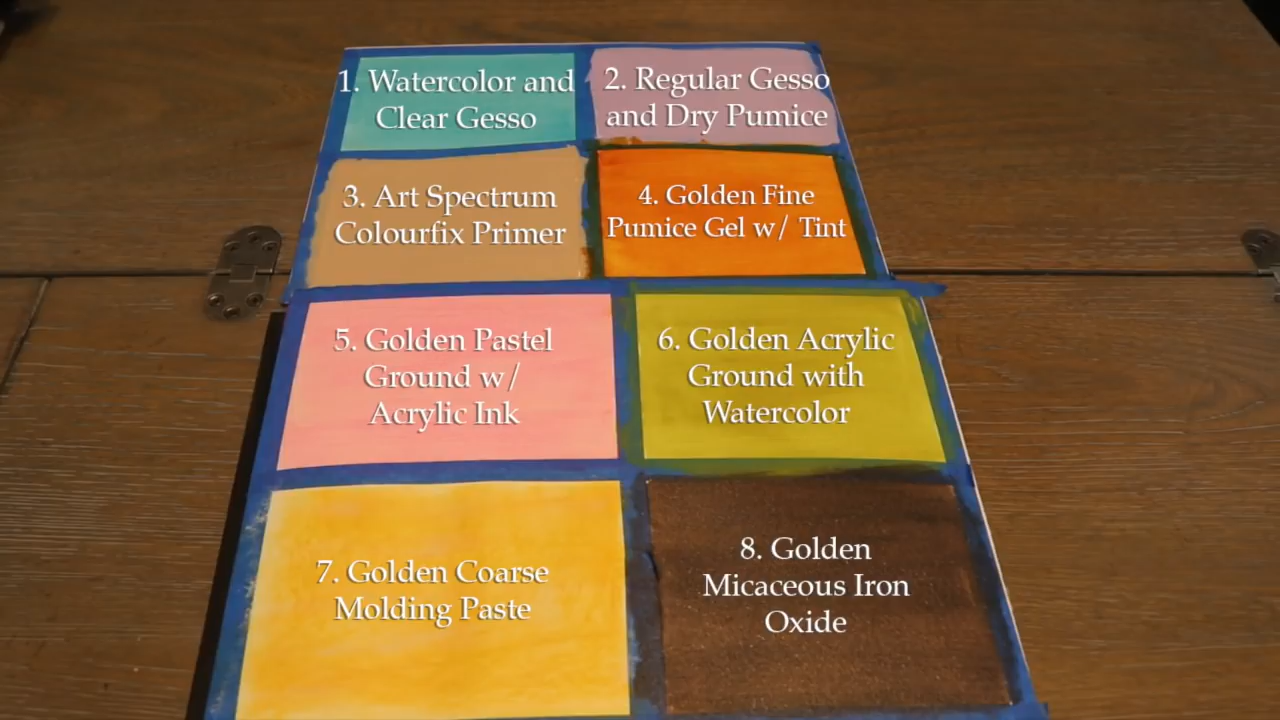 1. Watercolor and
Clear Gesso
2. Regular Gesso
and Dry Pumice
3. Art Spectrum
Colourfix Primer
4. Golden Fine
Pumice Gel w/ Tint
5. Golden Pastel
Ground w/
Acrylic Ink
6. Golden Acrylic
Ground with
Watercolor
7. Golden Coarse
Molding Paste
8. Golden
Micaceous Iron
Oxide